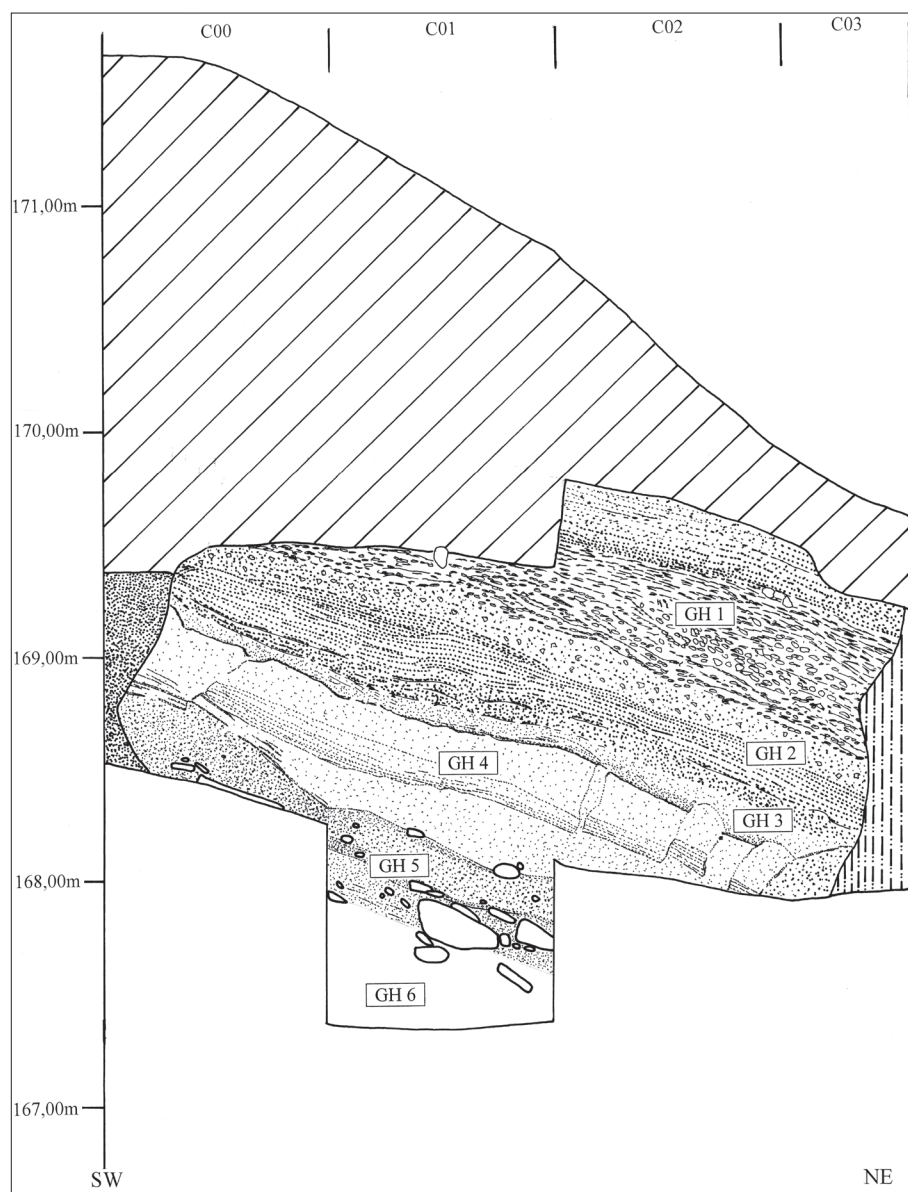 C00 C01 C02 C03
171,00m
170,00m
GH 1
169,00m
GH 2
GH 4
GH 3
GH 5
168,00m
GH 6
167,00m
SW NE